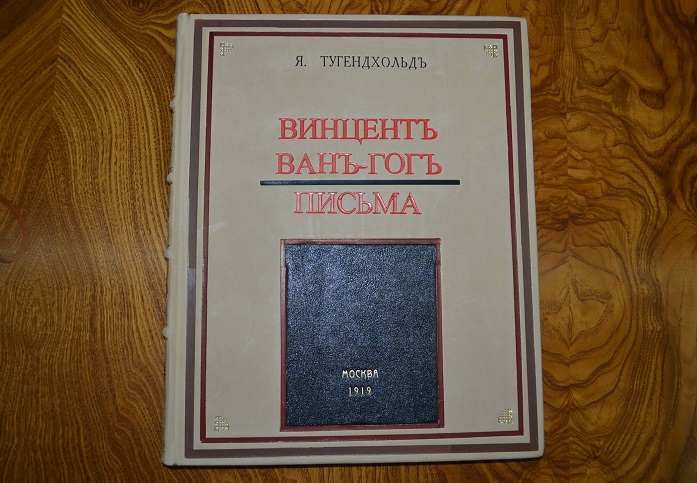 Я. ТУГЕНДХОЛЬДЪ
ВИНЦЕНТЪ
ВАНЪ-ГОГЪ
ПИСЬМА
МОСКВА
1919